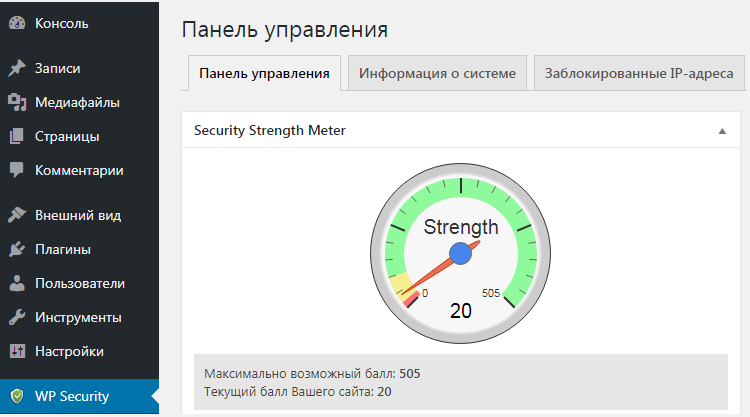 Консоль
Записи
Медиафайлы
Страницы
Комментарии
Внешний вид
Плагины
Пользователи
Инструменты
Настройки
WP Security
Панель управления
Панель управления
Информация о системе
Заблокированные IP-адреса
Security Strength Meter
Strength
0
505
20
Максимально возможный балл: 505
Текущий балл Вашего сайта: 20